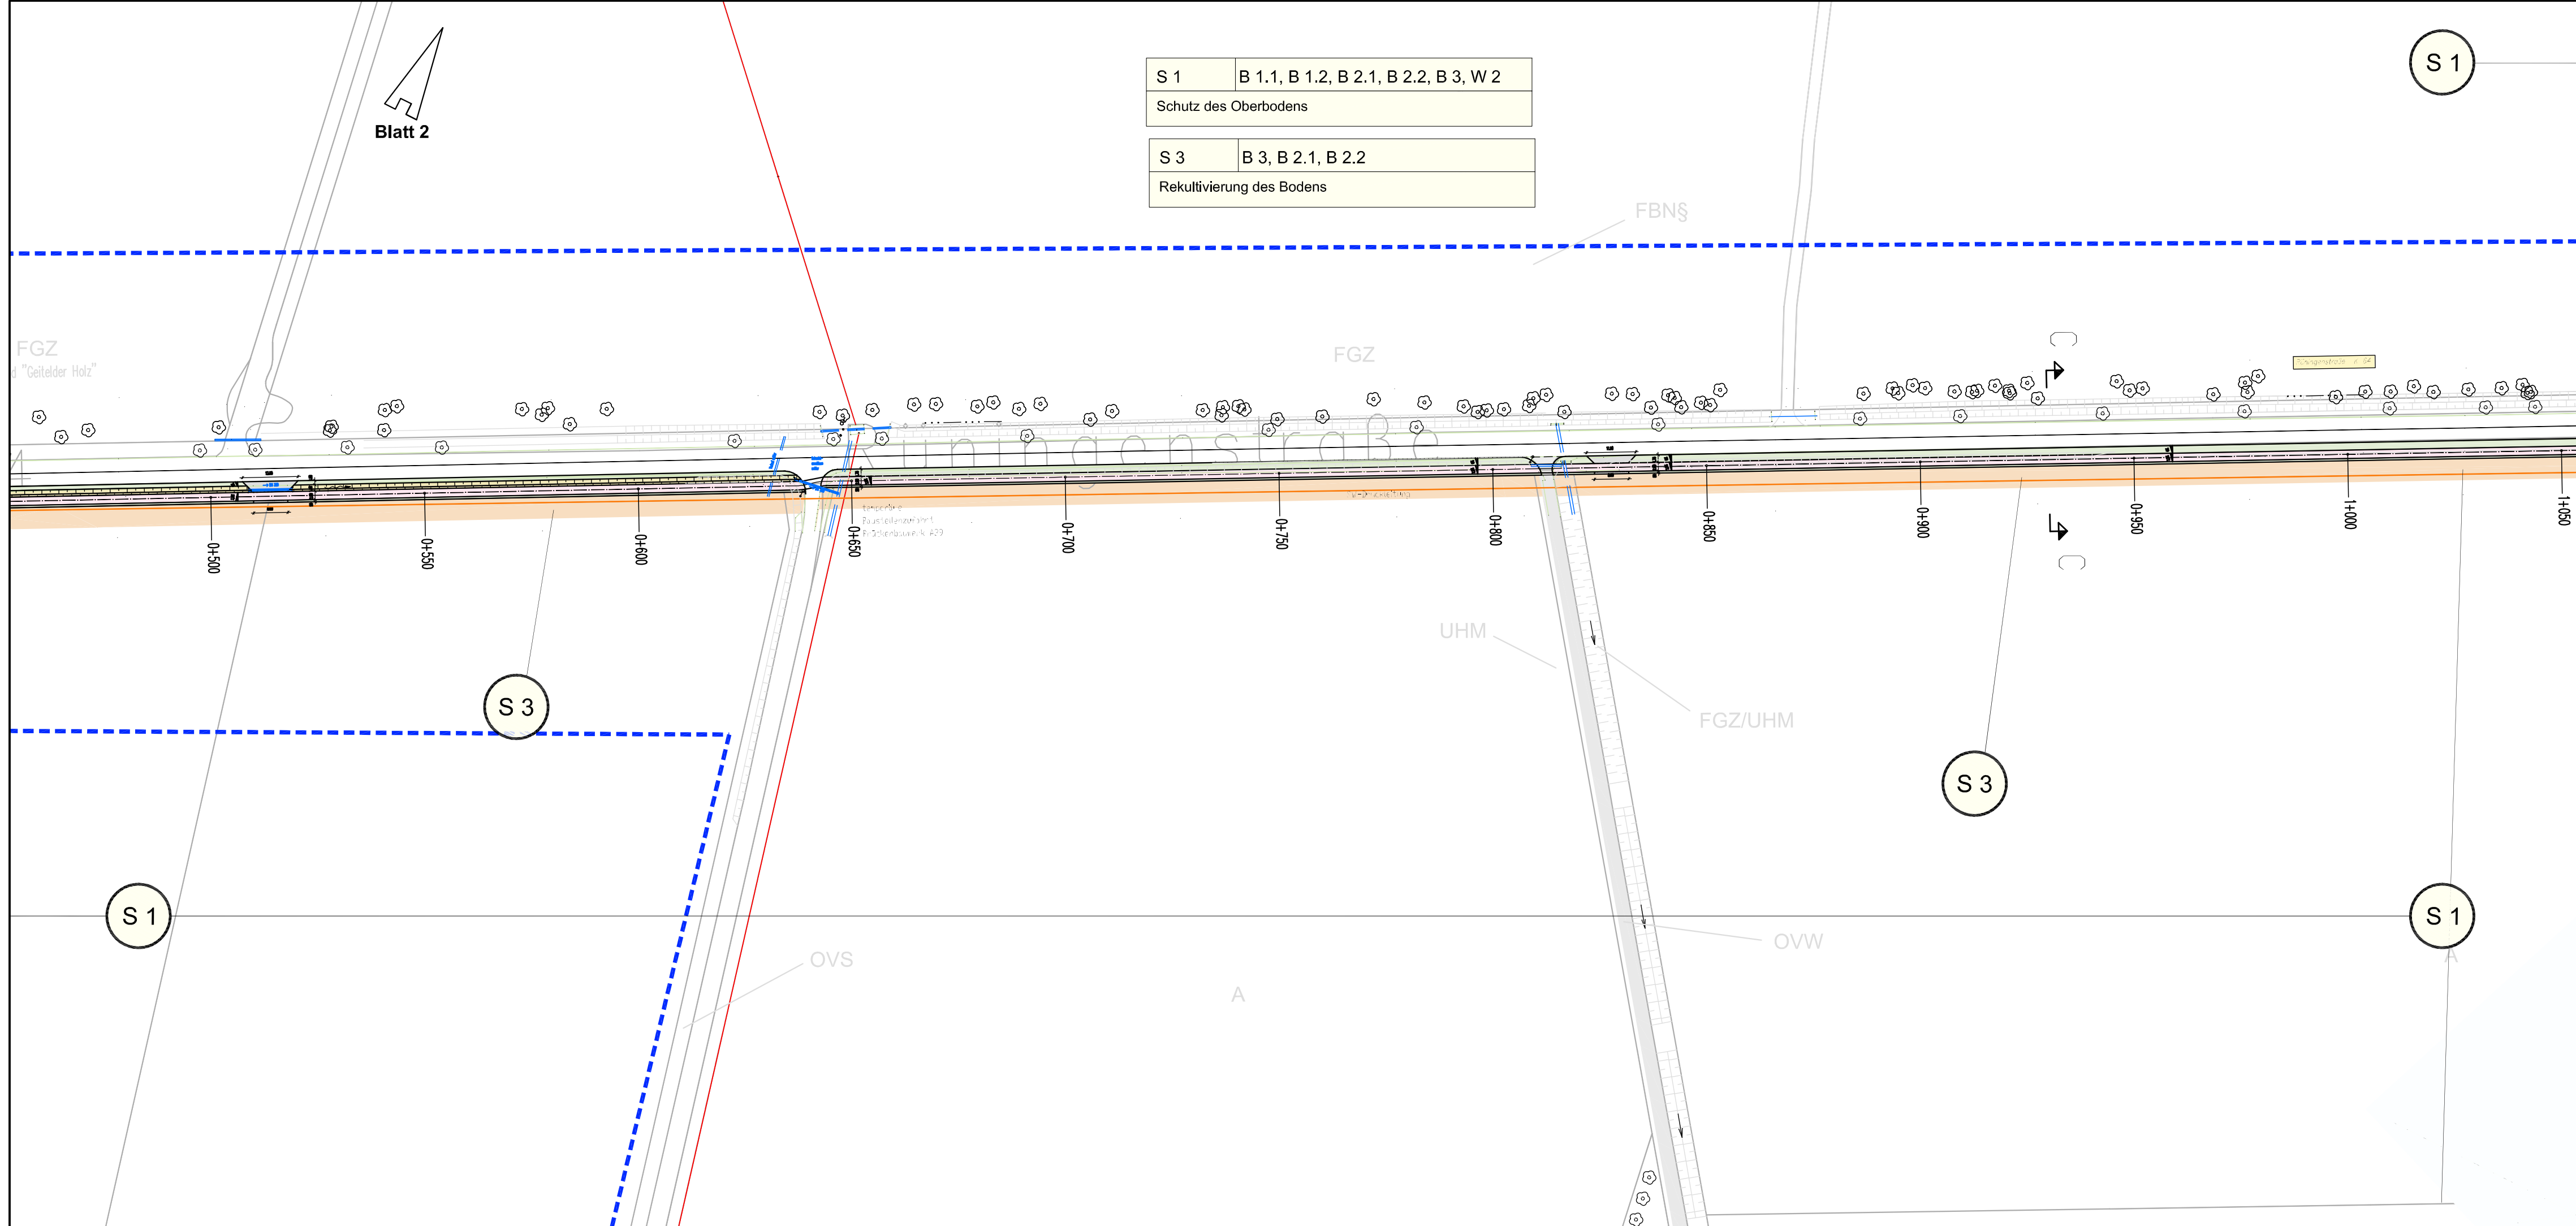 S 1 B 1.1, B 1.2, B 2.1, B 2.2, B 3, W 2
Schutz des Oberbodens
S 1
Blatt 2
S 3 B 3, B 2.1, B 2.2
Rekultivierung des Bodens
FBN§
FGZ
"Geitelder Holz"
FGZ
Rüningenstraße
temporäre
Baustellenzufahrt
0+500
0+550
0+600
0+650
0+700
0+750
0+800
0+850
0+900
0+950
1+000
1+050
UHM
S 3
FGZ/UHM
S 3
S 1
S 1
OVW
OVS
A
A